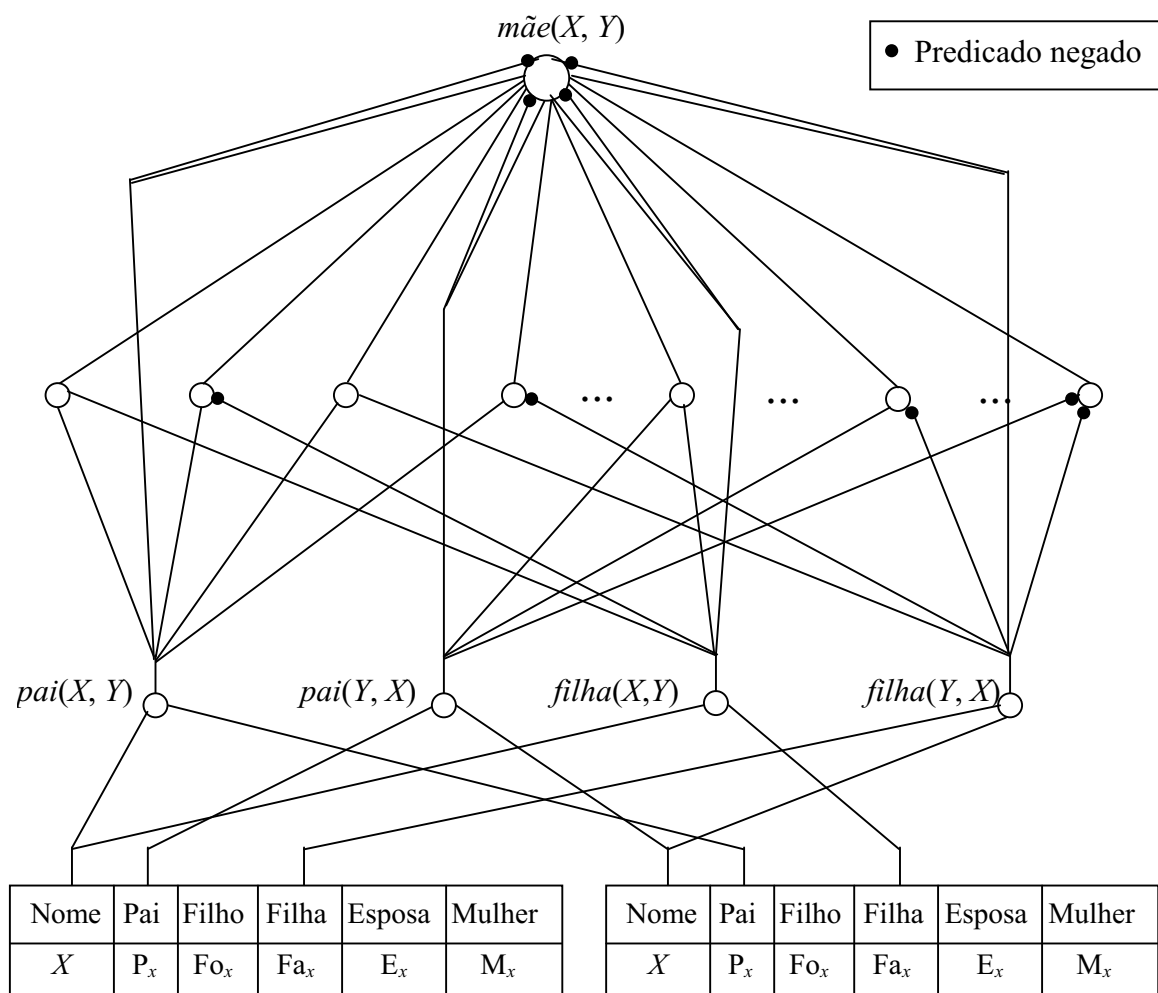 mãe(X, Y)
• Predicado negado
... ... ...
pai(X, Y) pai(Y, X) filha(X,Y) filha(Y, X)
Nome Pai Filho Filha Esposa Mulher Nome Pai Filho Filha Esposa Mulher
X Px Fox Fax Ex Mx X Px Fox Fax Ex Mx